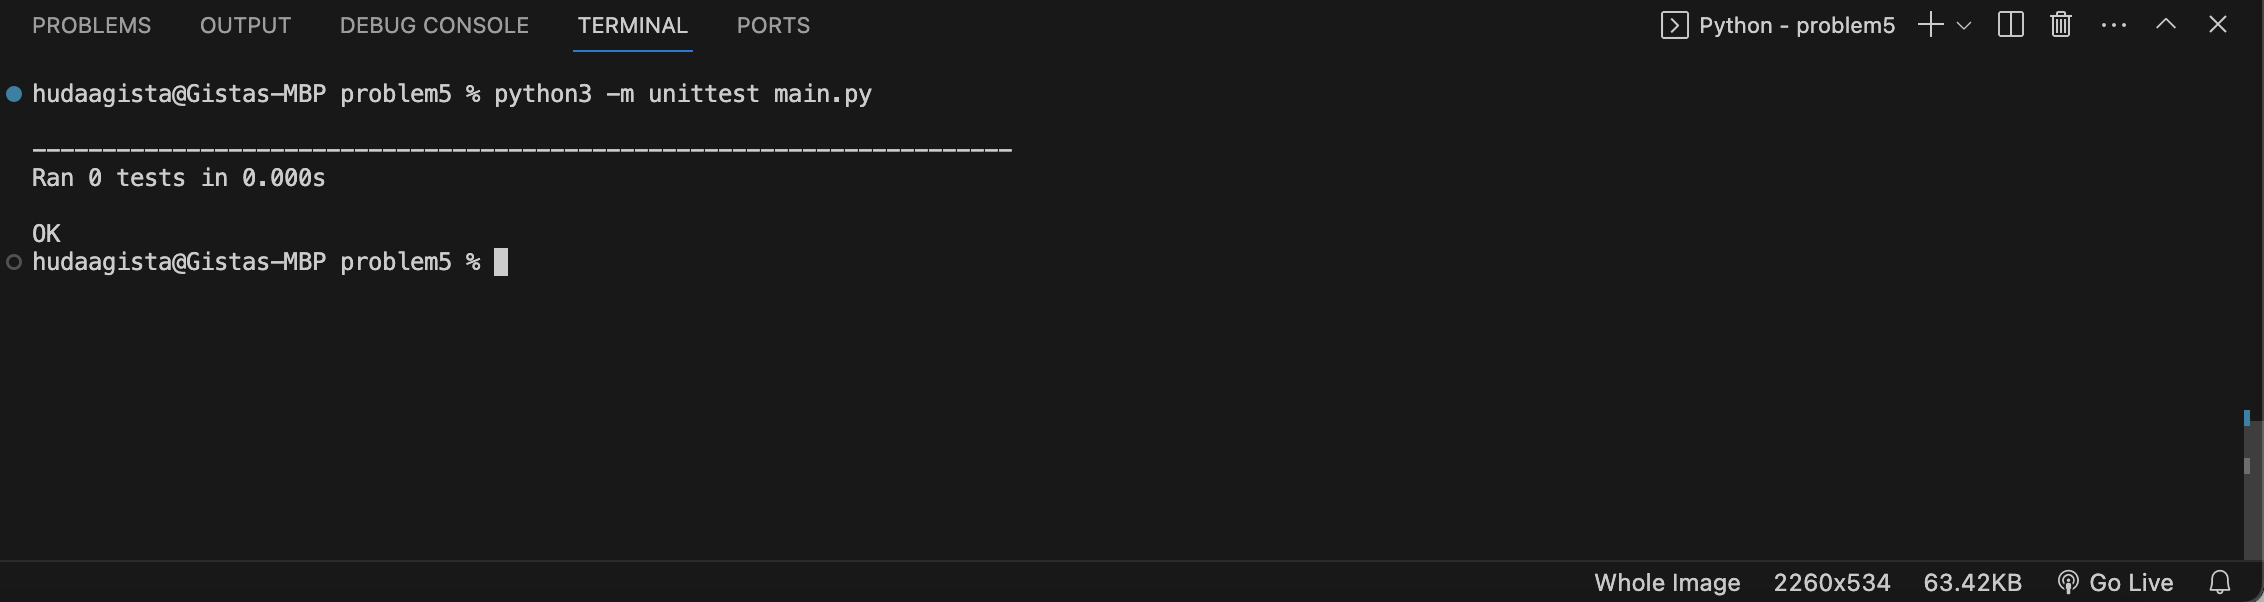 PROBLEMS OUTPUT DEBUG CONSOLE TERMINAL PORTS Python - problem5
hudaagista@Gistas-MBP problem5 % python3 -m unittest main.py
----------------------------------------------------------------------
Ran 0 tests in 0.000s
OK
hudaagista@Gistas-MBP problem5 %
Whole Image 2260x534 63.42KB Go Live